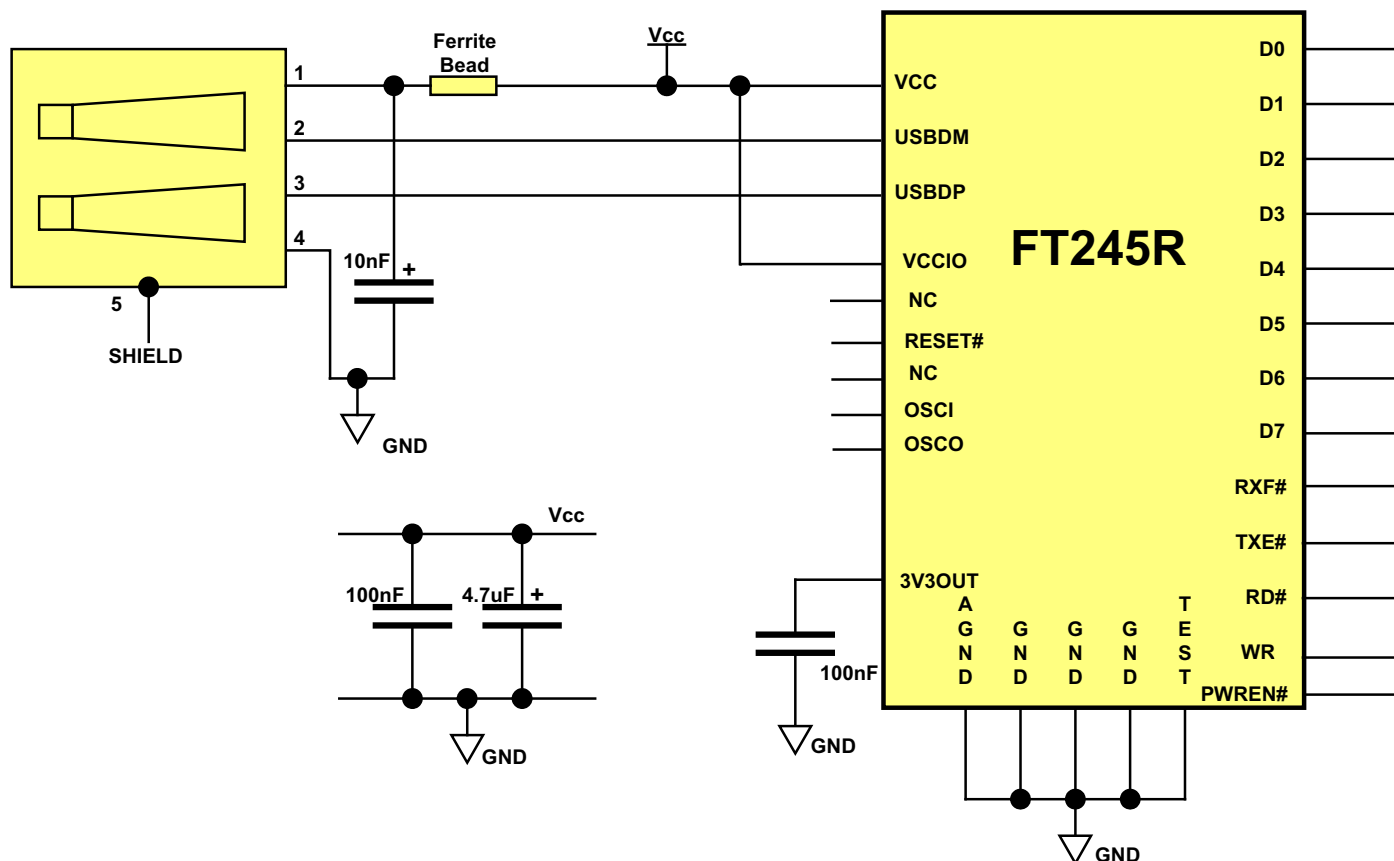 Ferrite
Bead
Vcc
1
2
3
4
5
SHIELD
10nF +
GND
Vcc
100nF
4.7uF +
GND
FT245R
VCC
USBDM
USBDP
VCCIO
NC
RESET#
NC
OSCI
OSCO
3V3OUT
100nF
GND
AGND
GND
GND
GND
TEST
GND
D0
D1
D2
D3
D4
D5
D6
D7
RXF#
TXE#
RD#
WR
PWREN#